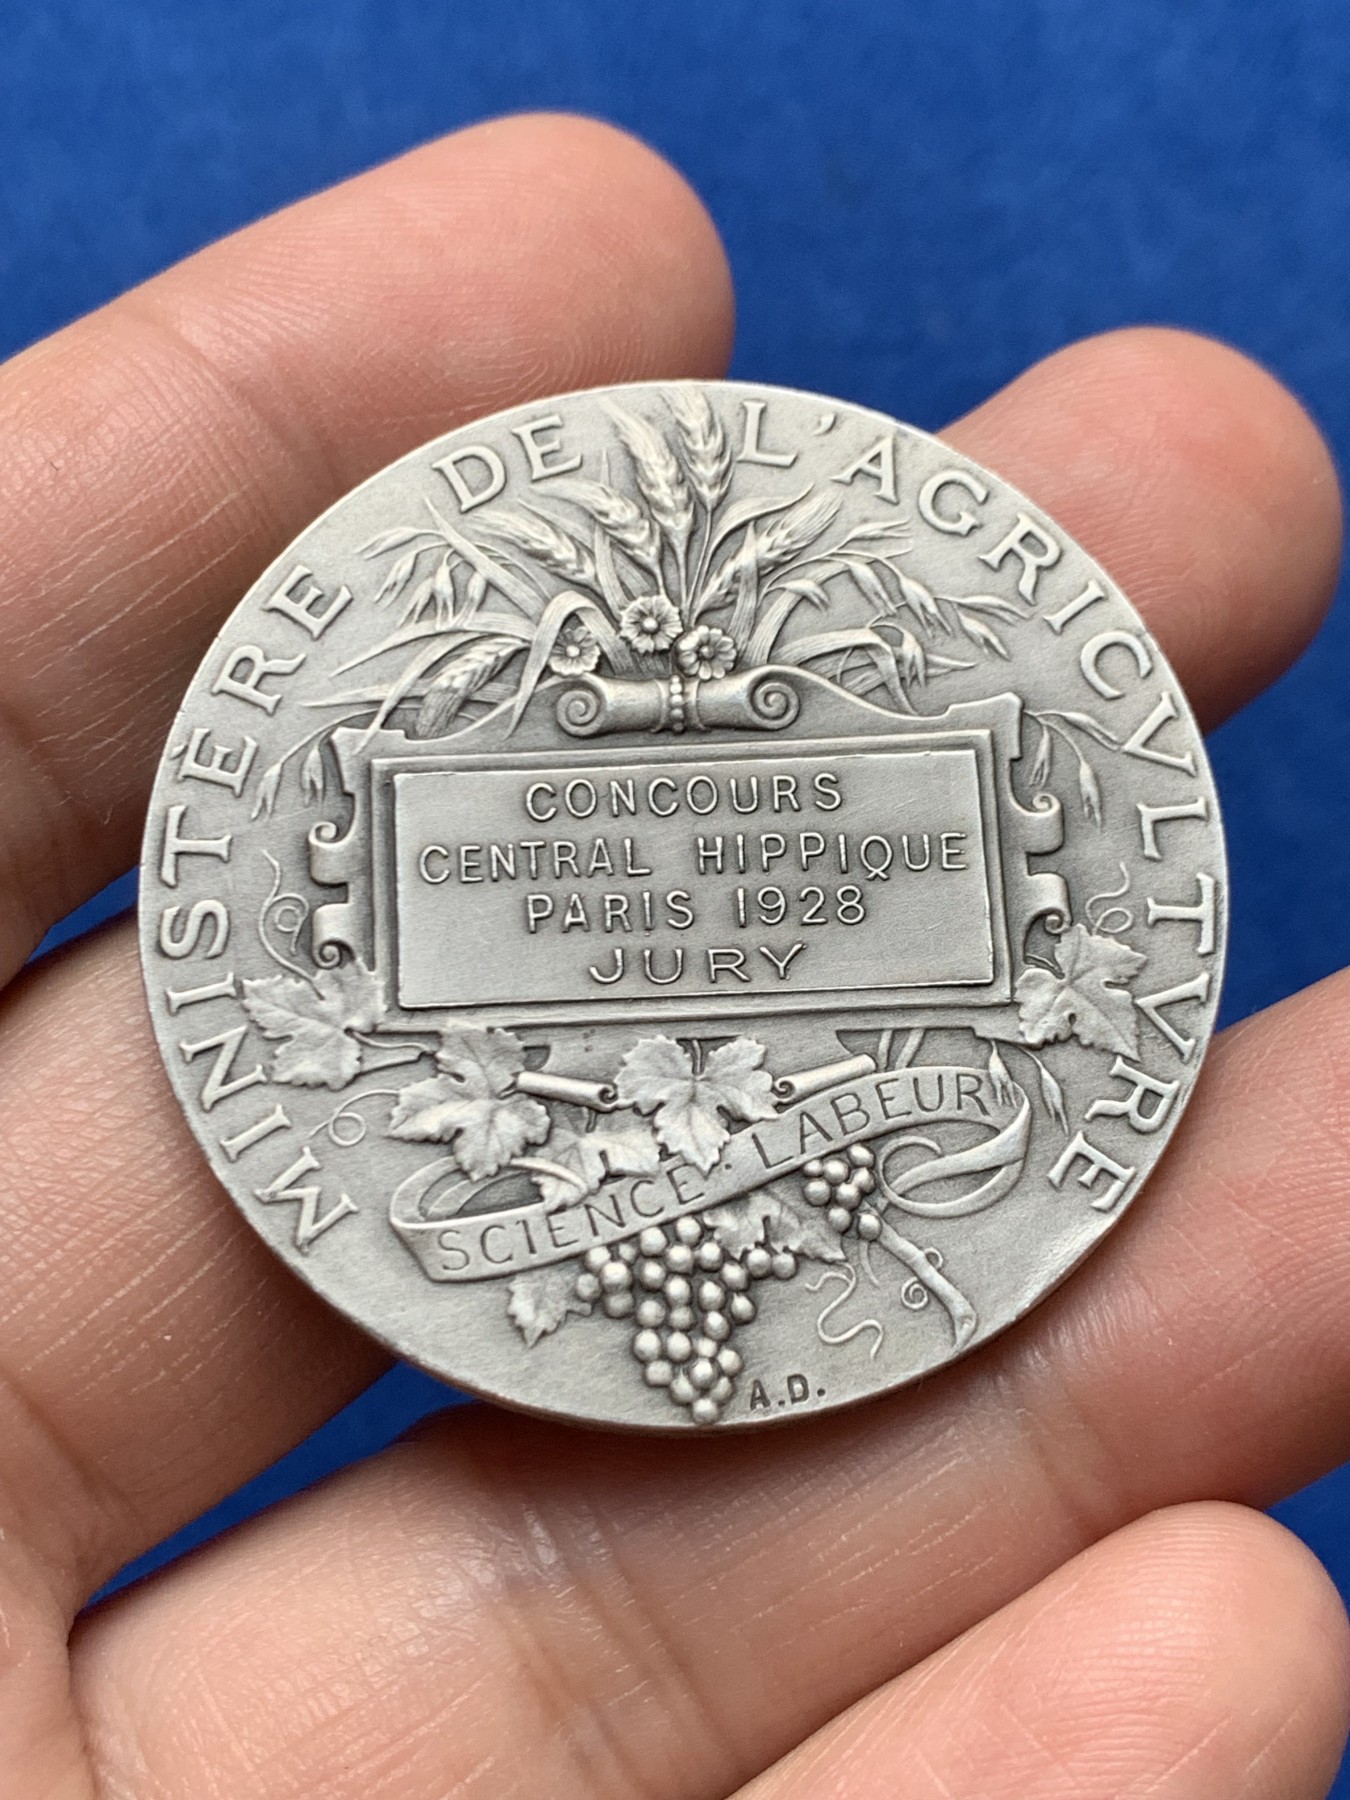 MINISTÈRE DE L'AGRICVLTVRE
CONCOURS
CENTRAL HIPPIQUE
PARIS 1928
JURY
SCIENCE · LABEUR
A.D.